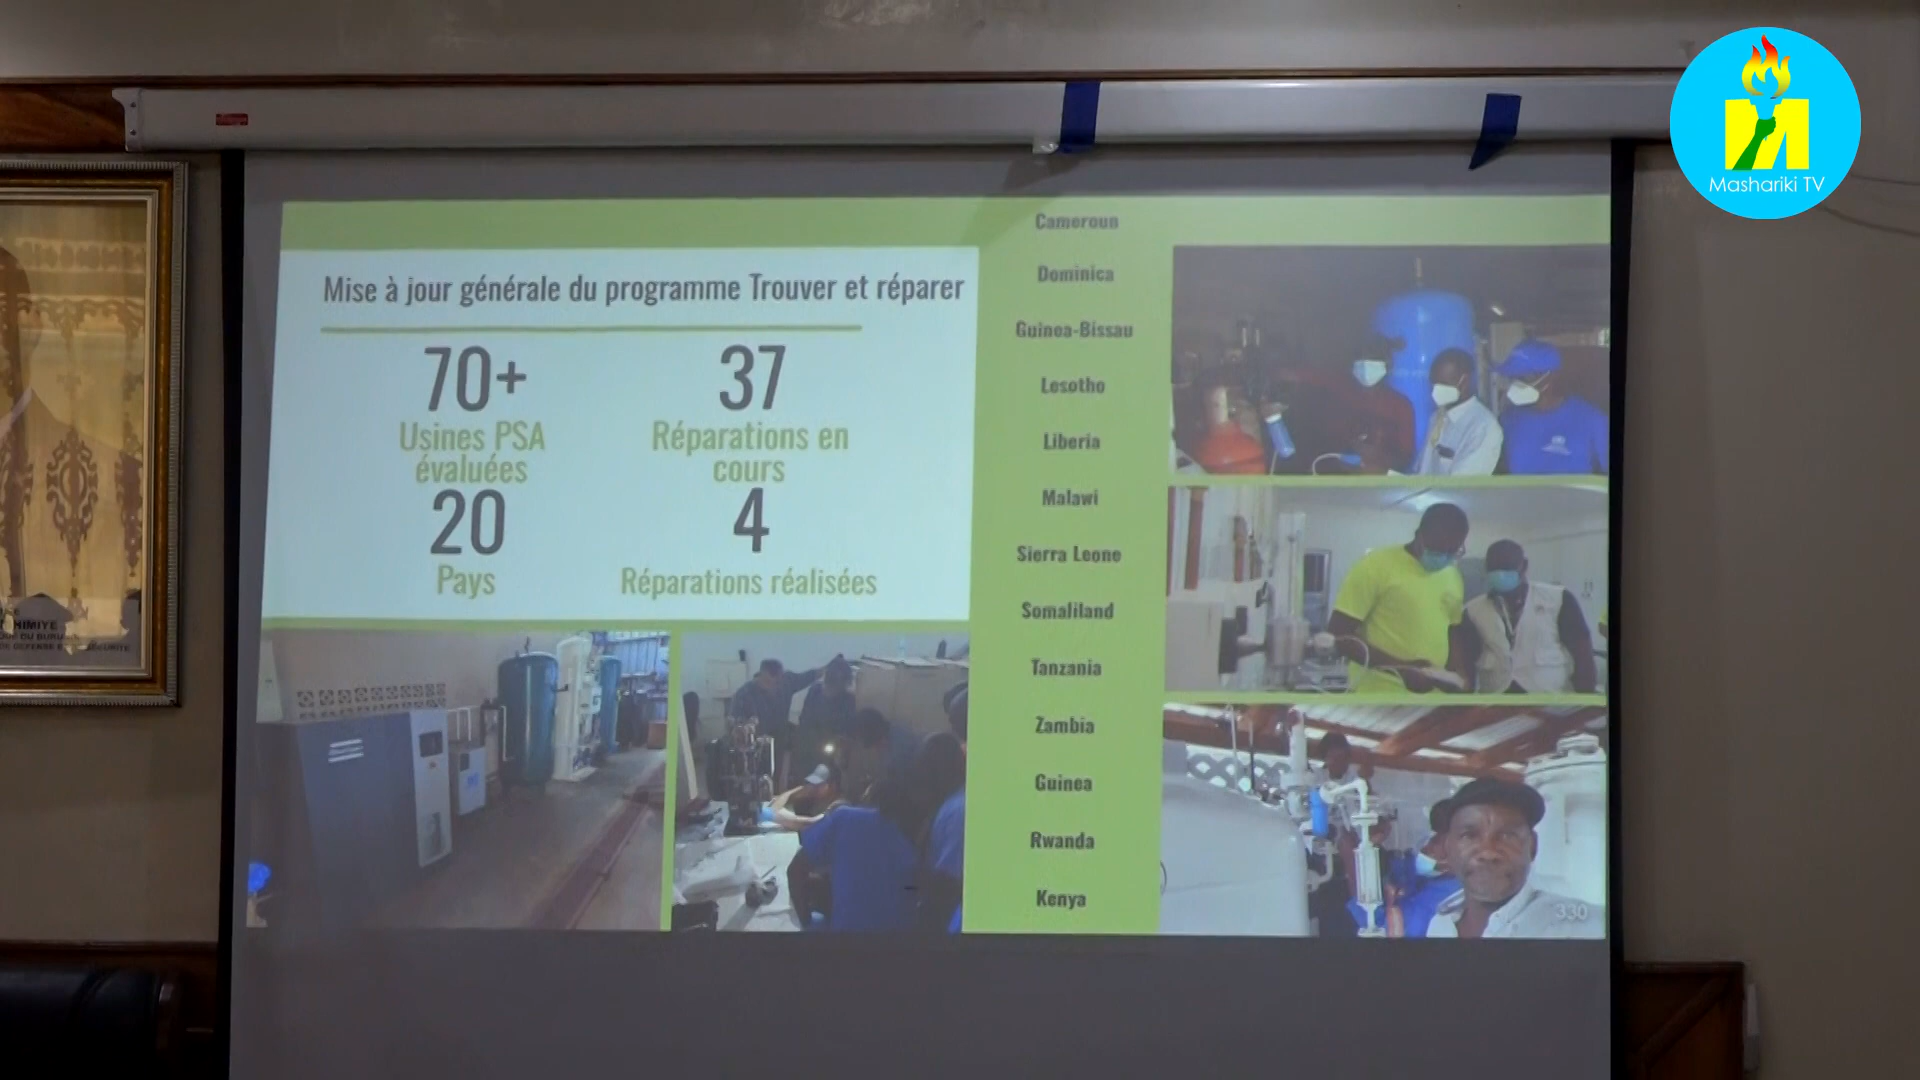 Mashariki TV
Mise à jour générale du programme Trouver et réparer
70+
Usines PSA
évaluées
37
Réparations en
cours
20
Pays
4
Réparations réalisées
Cameroun
Dominica
Guinea-Bissau
Lesotho
Liberia
Malawi
Sierra Leone
Somaliland
Tanzania
Zambia
Guinea
Rwanda
Kenya
330